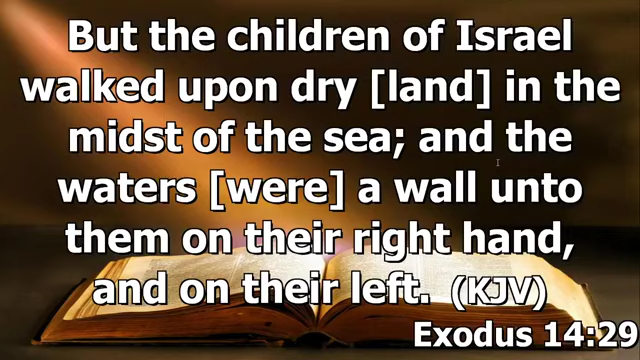 But the children of Israel
walked upon dry [land] in the
midst of the sea; and the
waters [were] a wall unto
them on their right hand,
and on their left. (KJV)
Exodus 14:29